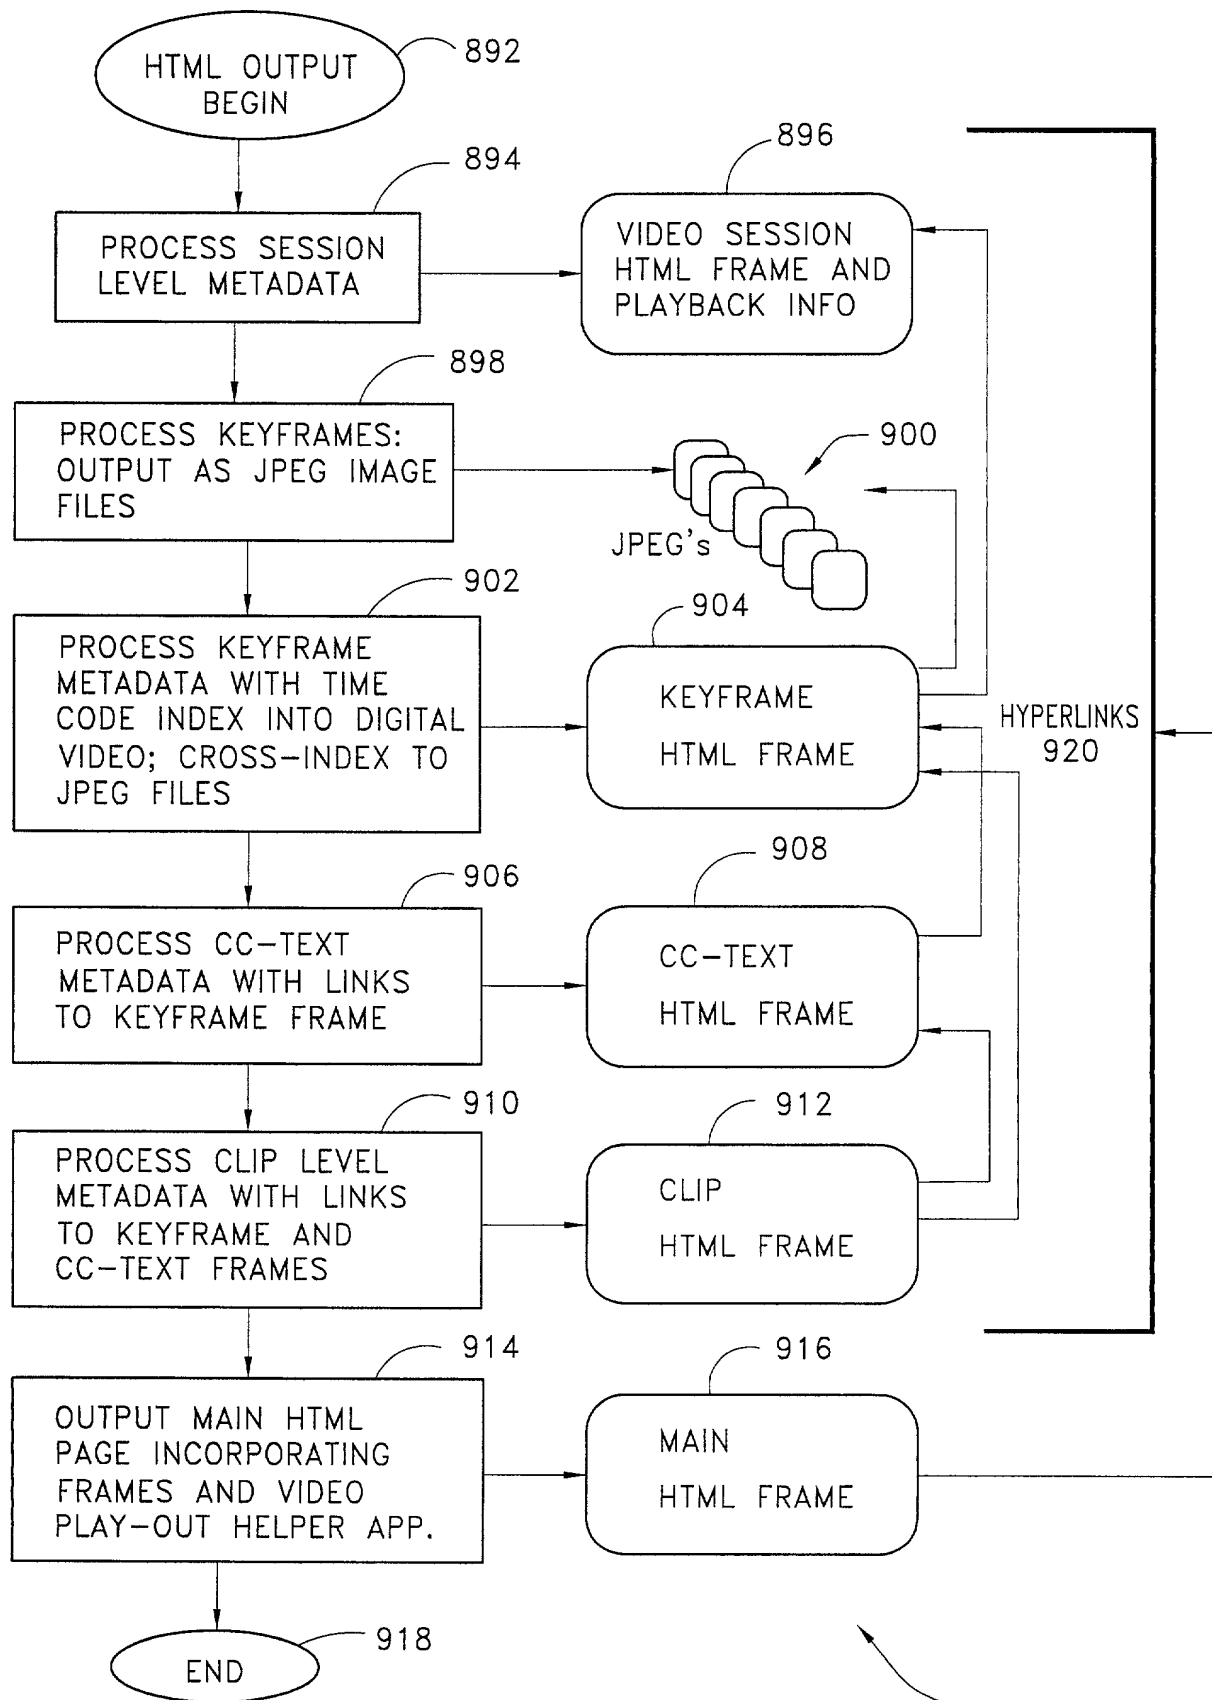 HTML OUTPUT
BEGIN
892
894
PROCESS SESSION
LEVEL METADATA
896
VIDEO SESSION
HTML FRAME AND
PLAYBACK INFO
898
PROCESS KEYFRAMES:
OUTPUT AS JPEG IMAGE
FILES
900
JPEG's
902
PROCESS KEYFRAME
METADATA WITH TIME
CODE INDEX INTO DIGITAL
VIDEO; CROSS-INDEX TO
JPEG FILES
904
KEYFRAME
HTML FRAME
HYPERLINKS
920
906
PROCESS CC-TEXT
METADATA WITH LINKS
TO KEYFRAME FRAME
908
CC-TEXT
HTML FRAME
910
PROCESS CLIP LEVEL
METADATA WITH LINKS
TO KEYFRAME AND
CC-TEXT FRAMES
912
CLIP
HTML FRAME
914
OUTPUT MAIN HTML
PAGE INCORPORATING
FRAMES AND VIDEO
PLAY-OUT HELPER APP.
916
MAIN
HTML FRAME
918
END